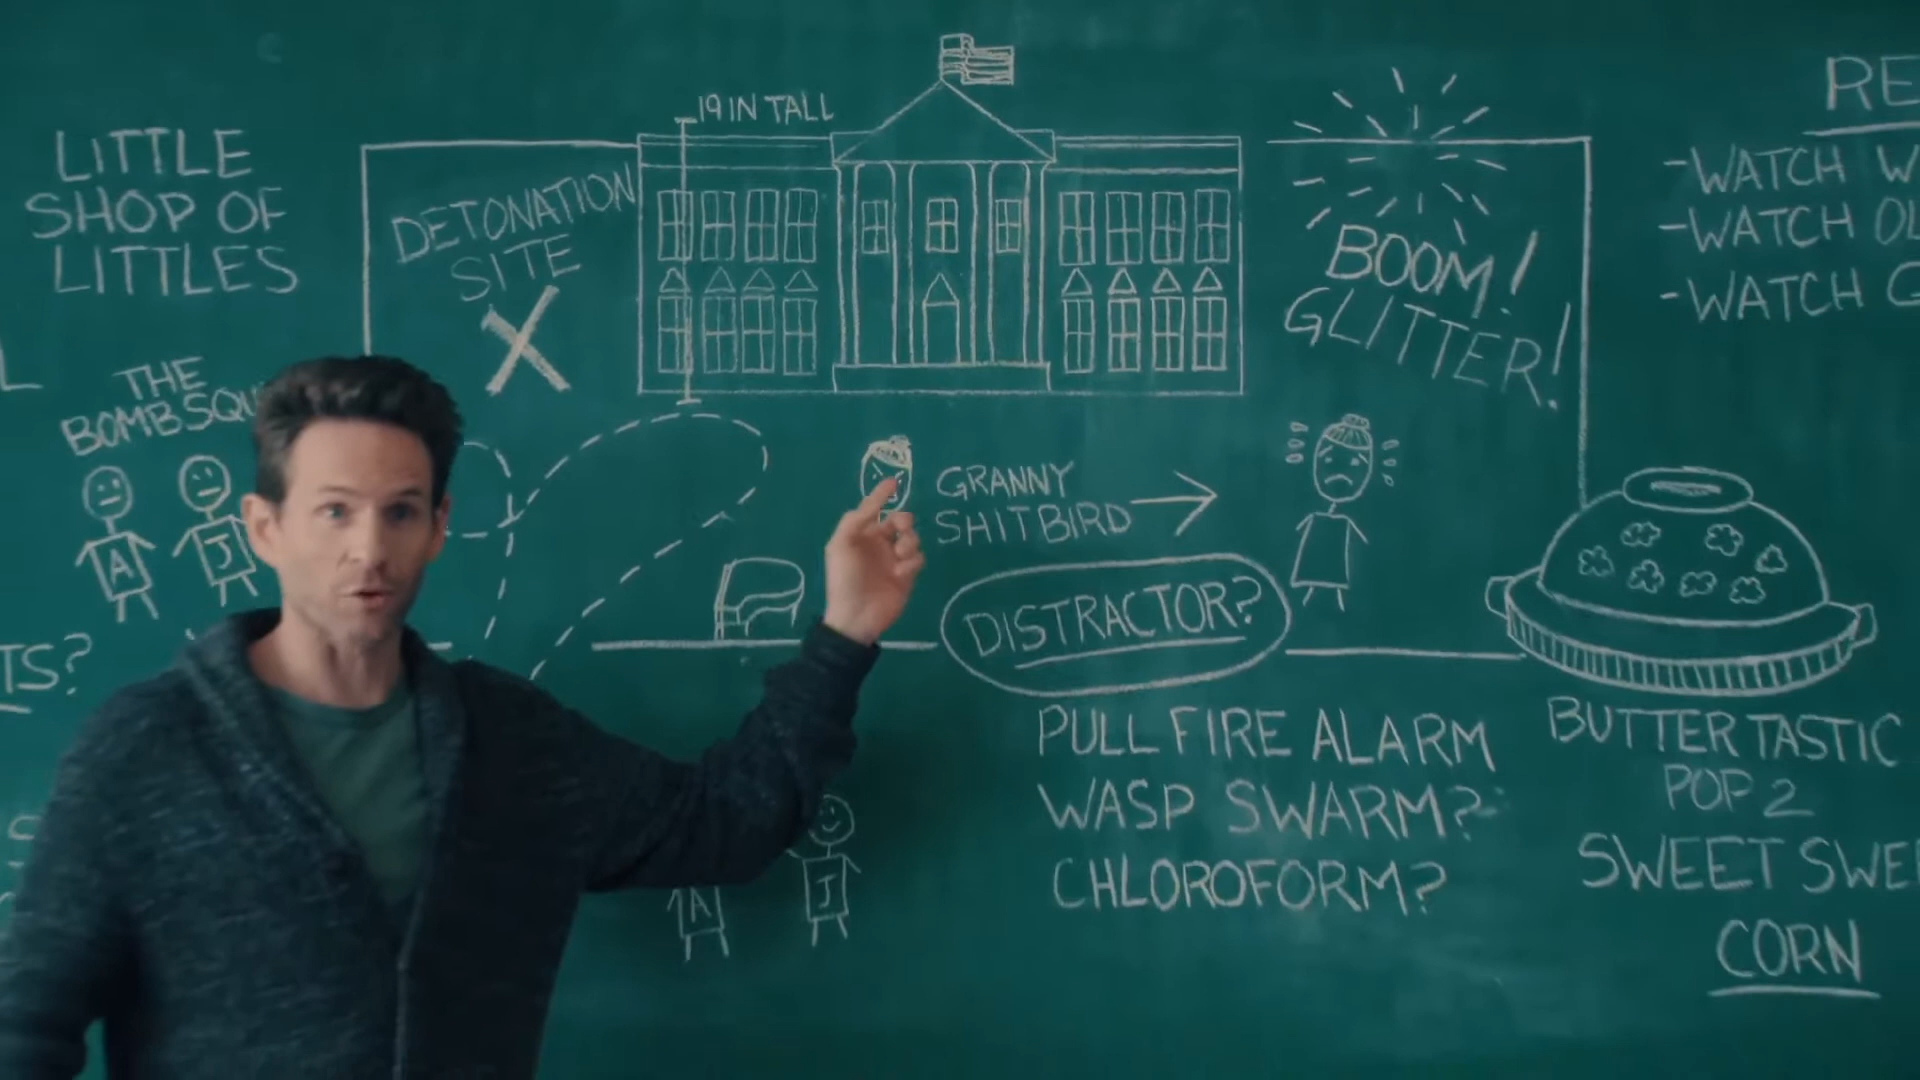 19 IN TALL
LITTLE
SHOP OF
LITTLES
DETONATION
SITE
X
BOOM!
GLITTER!
-WATCH
-WATCH
-WATCH
THE
A
J
GRANNY
SHITBIRD
DISTRACTOR?
PULL FIRE ALARM
WASP SWARM?
CHLOROFORM?
BUTTER TASTIC
POP 2
SWEET
CORN
A
J